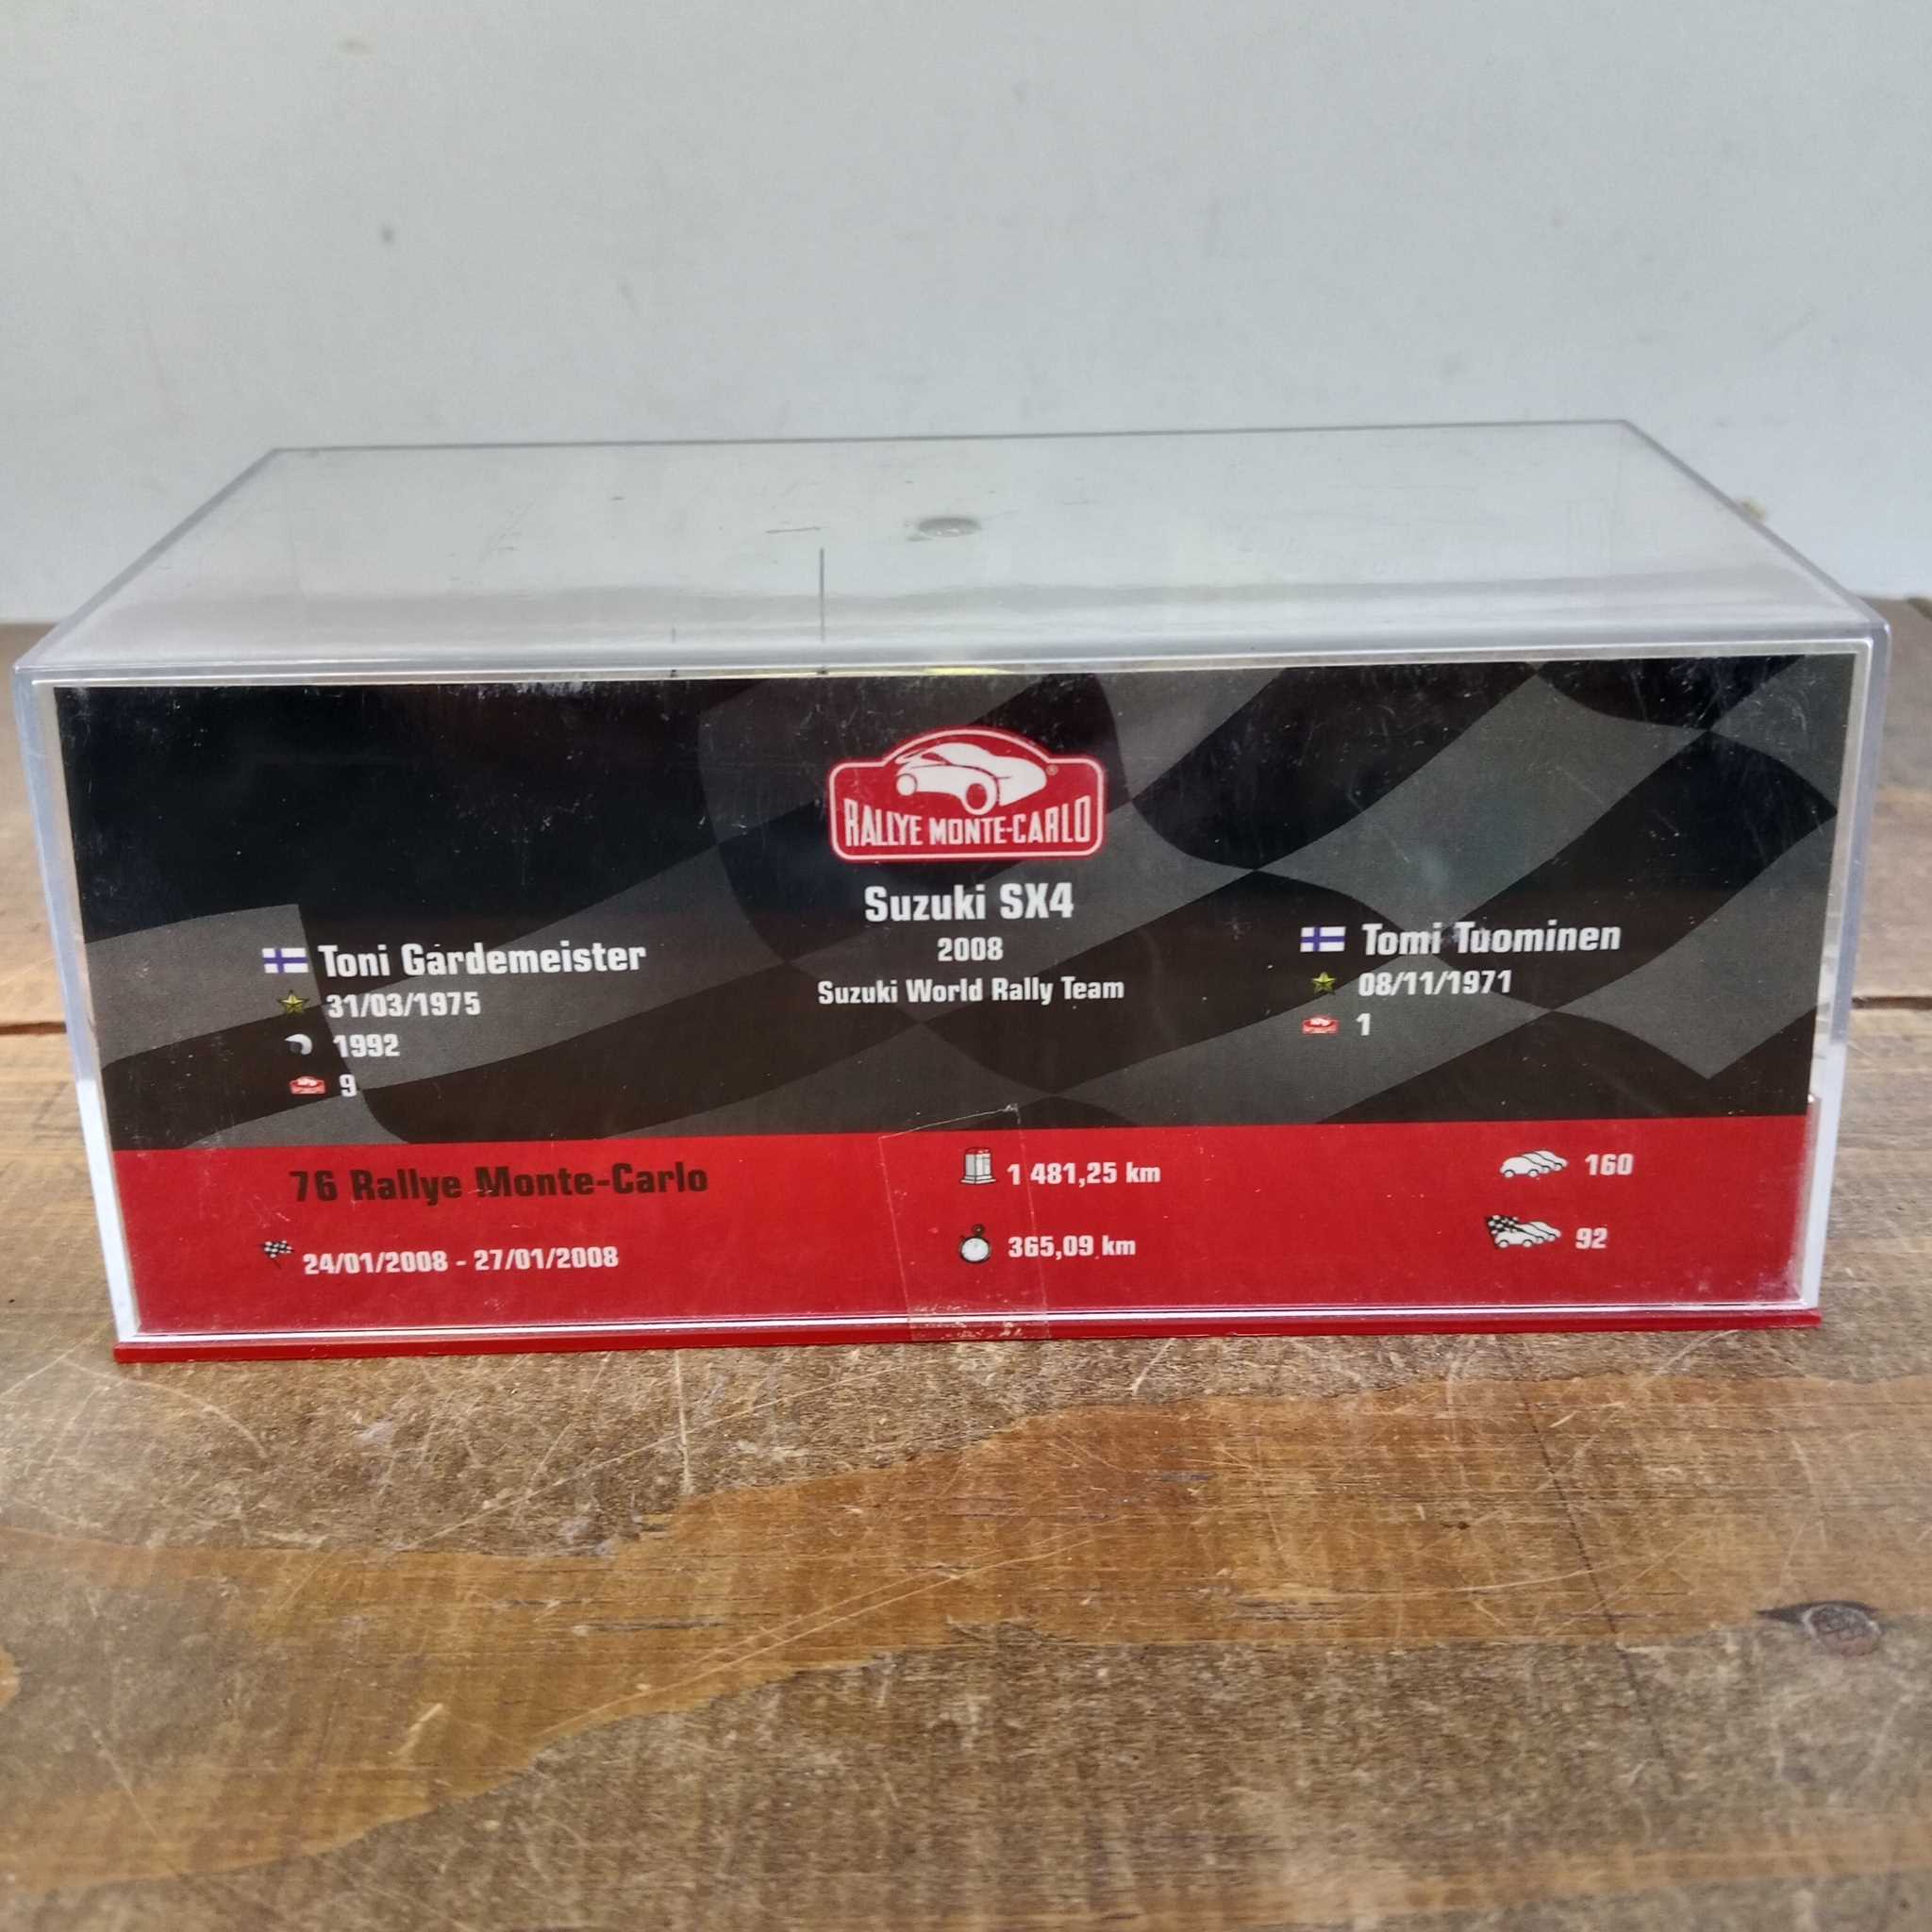 RALLYE MONTE-CARLO
Suzuki SX4
2008
Suzuki World Rally Team
Toni Gardemeister
31/03/1975
1992
9
Tomi Tuominen
08/11/1971
1
76 Rallye Monte-Carlo
24/01/2008 - 27/01/2008
1 481,25 km
365,09 km
160
92